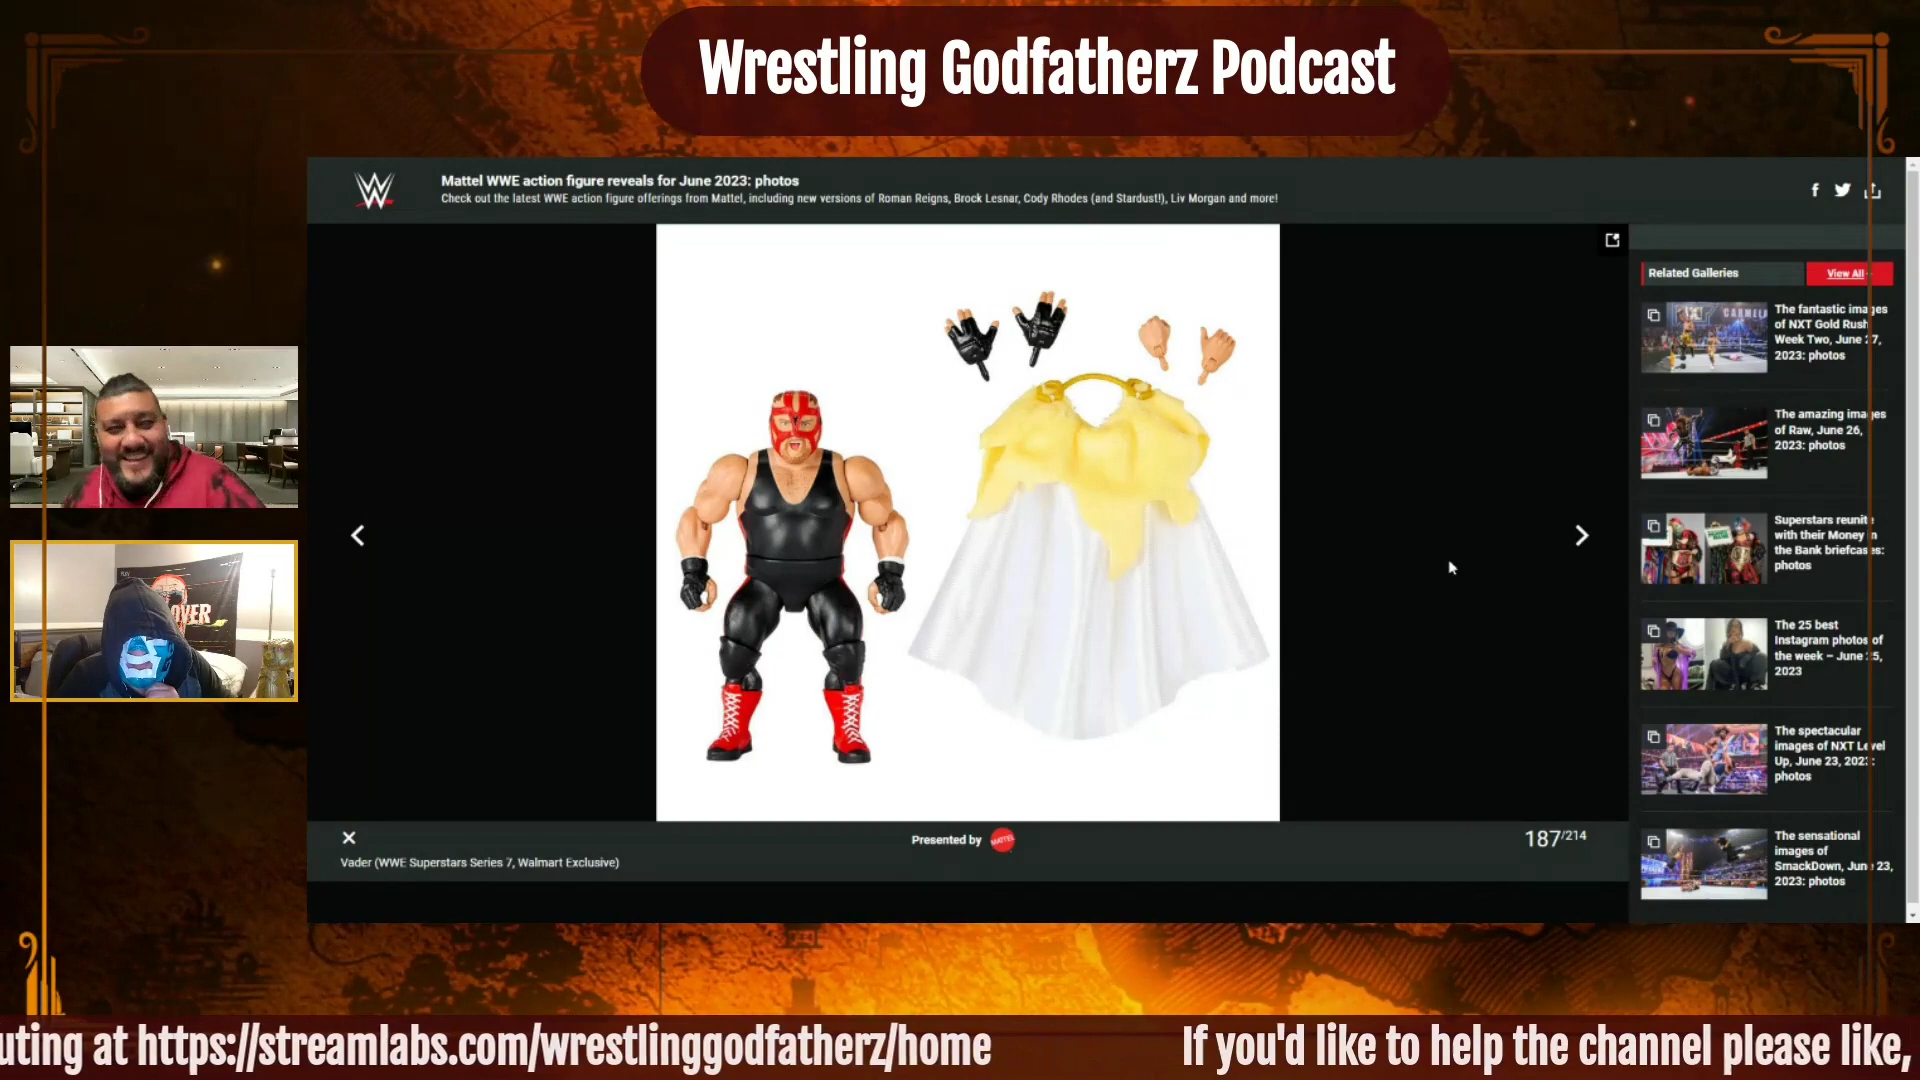 Wrestling Godfatherz Podcast
Mattel WWE action figure reveals for June 2023: photos
Check out the latest WWE action figure offerings from Mattel, including new versions of Roman Reigns, Brock Lesnar, Cody Rhodes (and Stardust!), Liv Morgan and more!
Related Galleries
View All
The fantastic images
of NXT Gold Rush
Week Two, June 27,
2023: photos
The amazing images
of Raw, June 26,
2023: photos
Superstars reunite
with their Money in
the Bank briefcases:
photos
The 25 best
Instagram photos of
the week – June 25,
2023
The spectacular
images of NXT Level
Up, June 23, 2023:
photos
The sensational
images of
SmackDown, June 23,
2023: photos
Presented by MATTEL
187/214
Vader (WWE Superstars Series 7, Walmart Exclusive)
uting at https://streamlabs.com/wrestlinggodfatherz/home
If you'd like to help the channel please like,